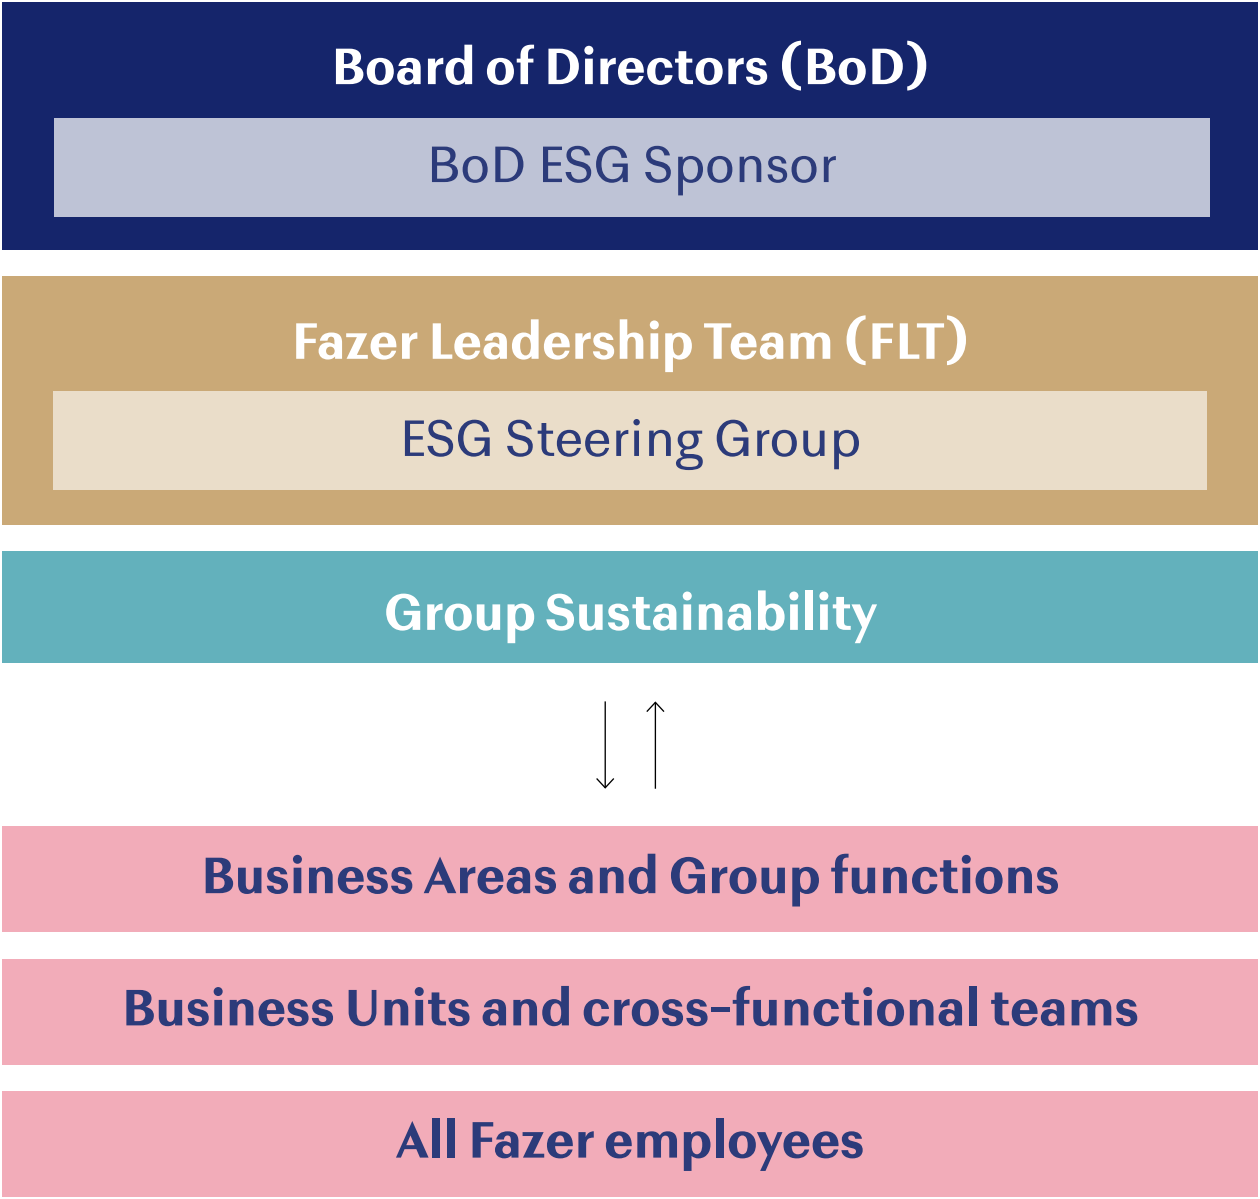 Board of Directors (BoD)
BoD ESG Sponsor
Fazer Leadership Team (FLT)
ESG Steering Group
Group Sustainability
Business Areas and Group functions
Business Units and cross-functional teams
All Fazer employees